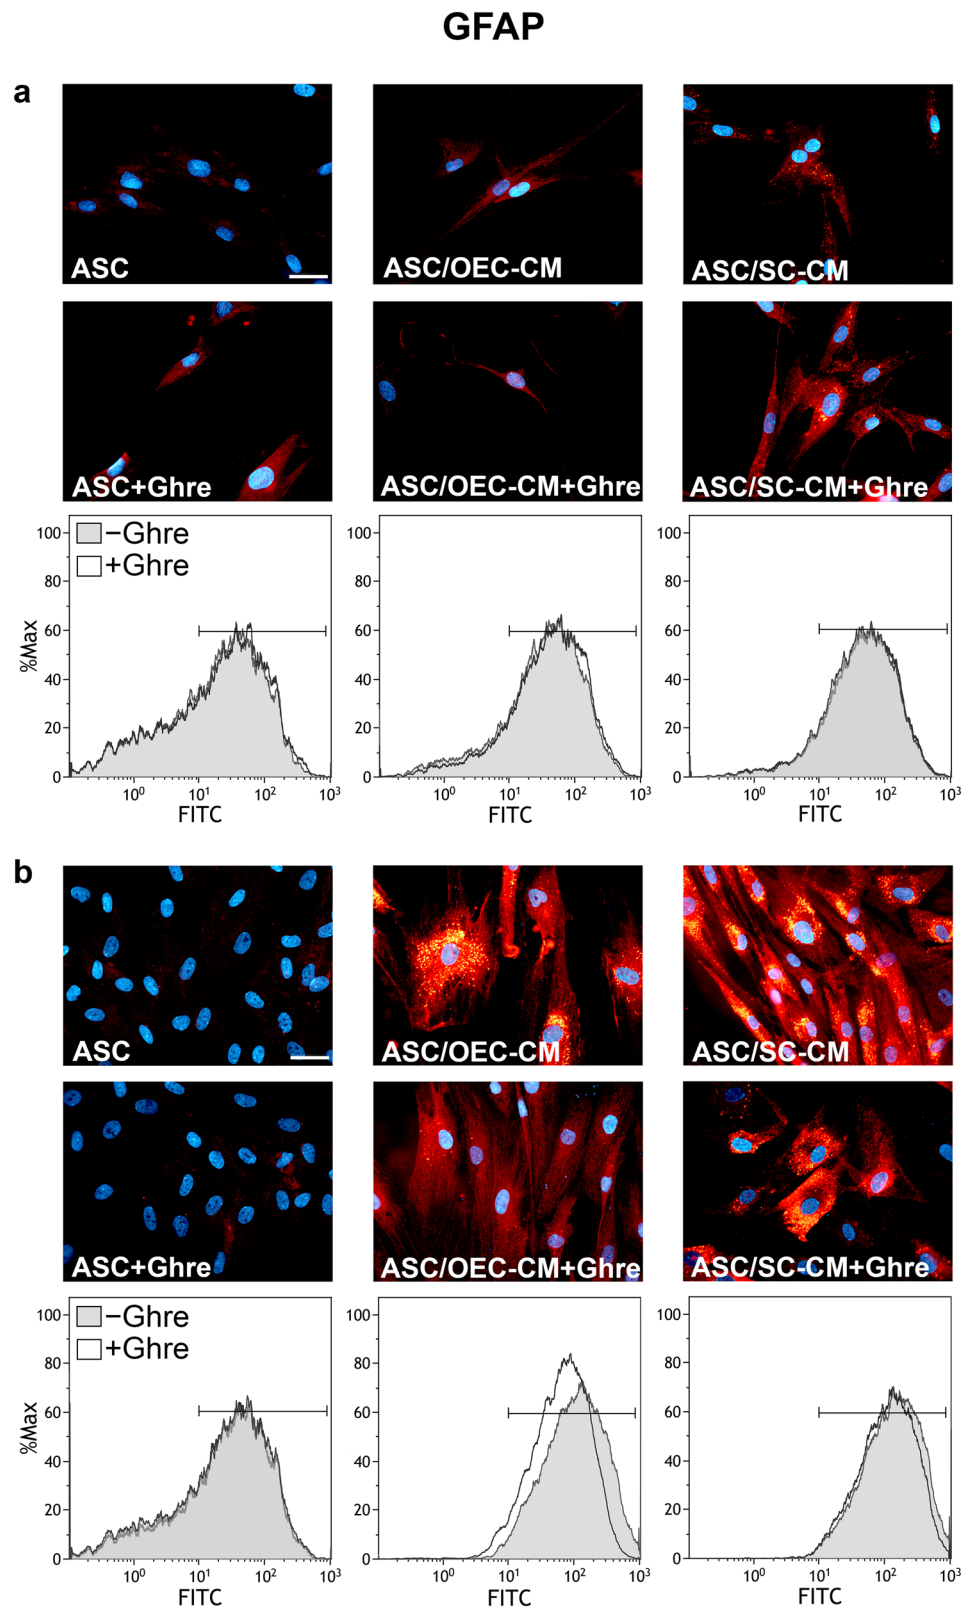 GFAP
a
ASC
ASC/OEC-CM
ASC/SC-CM
ASC+Ghre
ASC/OEC-CM+Ghre
ASC/SC-CM+Ghre
−Ghre
+Ghre
%Max
100
80
60
40
20
0
10⁰ 10¹ 10² 10³
FITC
100
80
60
40
20
0
10⁰ 10¹ 10² 10³
FITC
100
80
60
40
20
0
10⁰ 10¹ 10² 10³
FITC
b
ASC
ASC/OEC-CM
ASC/SC-CM
ASC+Ghre
ASC/OEC-CM+Ghre
ASC/SC-CM+Ghre
−Ghre
+Ghre
%Max
100
80
60
40
20
0
10⁰ 10¹ 10² 10³
FITC
100
80
60
40
20
0
10⁰ 10¹ 10² 10³
FITC
100
80
60
40
20
0
10⁰ 10¹ 10² 10³
FITC